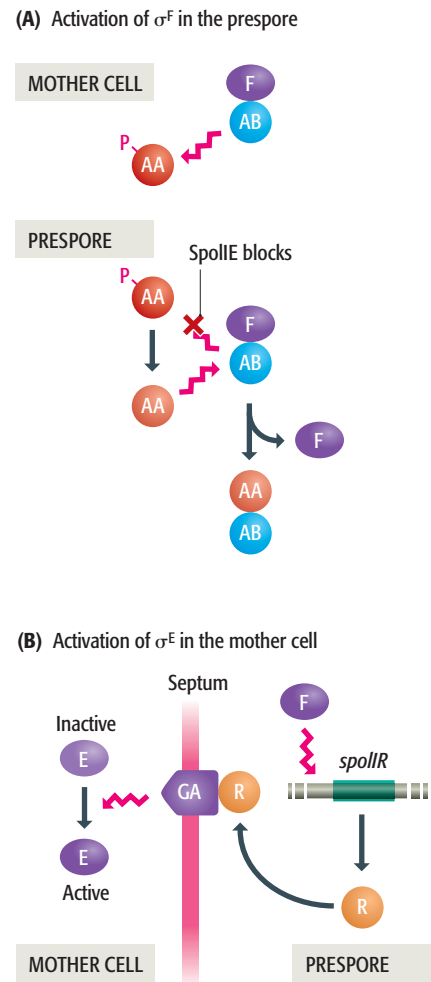 (A) Activation of σF in the prespore
MOTHER CELL
F
AB
P
AA
PRESPORE
SpoIIE blocks
P
AA
F
AB
AA
F
AA
AB
(B) Activation of σE in the mother cell
Septum
F
Inactive
spoIIR
E
GA
R
E
Active
R
MOTHER CELL
PRESPORE